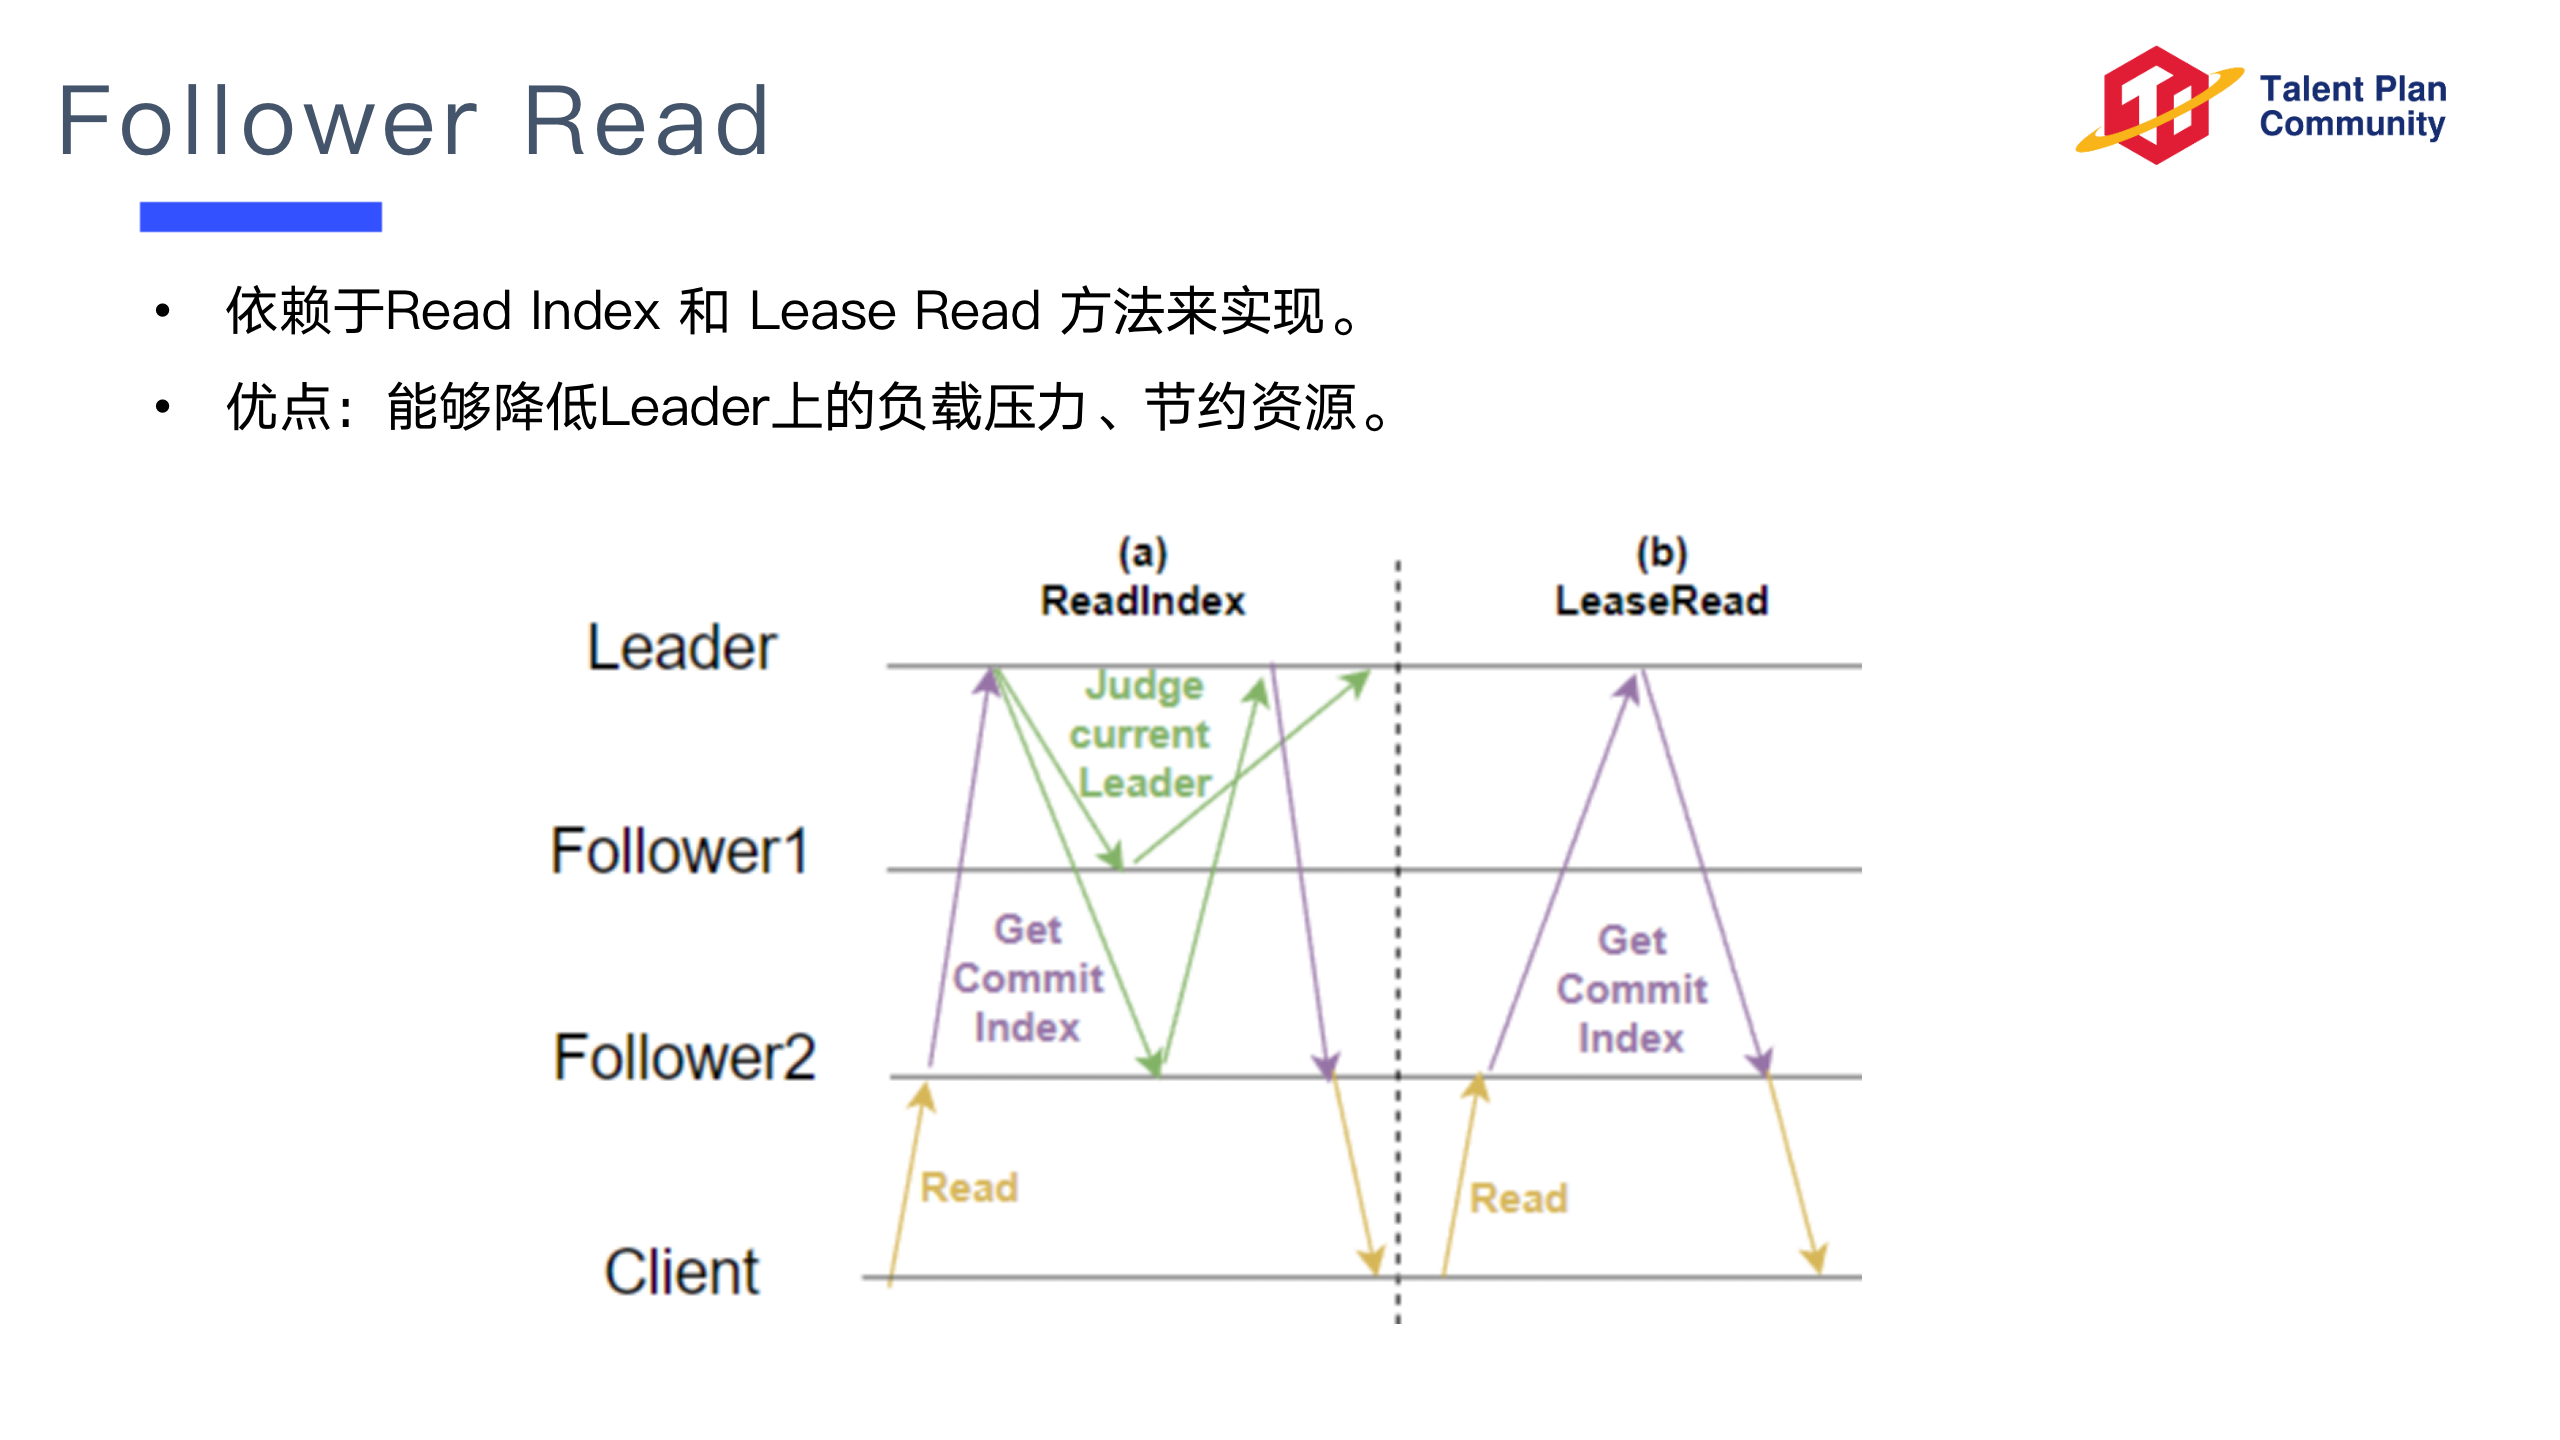 Follower Read
Talent Plan
Community
• 依赖于Read Index 和 Lease Read 方法来实现。
• 优点：能够降低Leader上的负载压力、节约资源。
(a)
ReadIndex
(b)
LeaseRead
Leader
Judge
current
Leader
Follower1
Get
Commit
Index
Get
Commit
Index
Follower2
Read
Read
Client